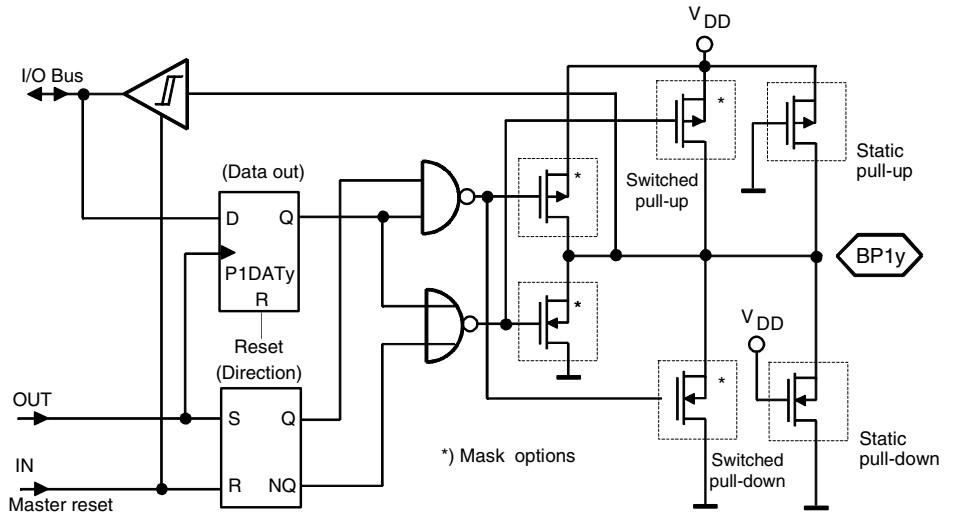 V DD
I/O Bus
*
(Data out)
*
Static
pull-up
Switched
pull-up
D
Q
P1DATy
R
BP1y
*
V DD
Reset
(Direction)
OUT
S
Q
*
*) Mask options
IN
R
NQ
Master reset
Switched
pull-down
Static
pull-down